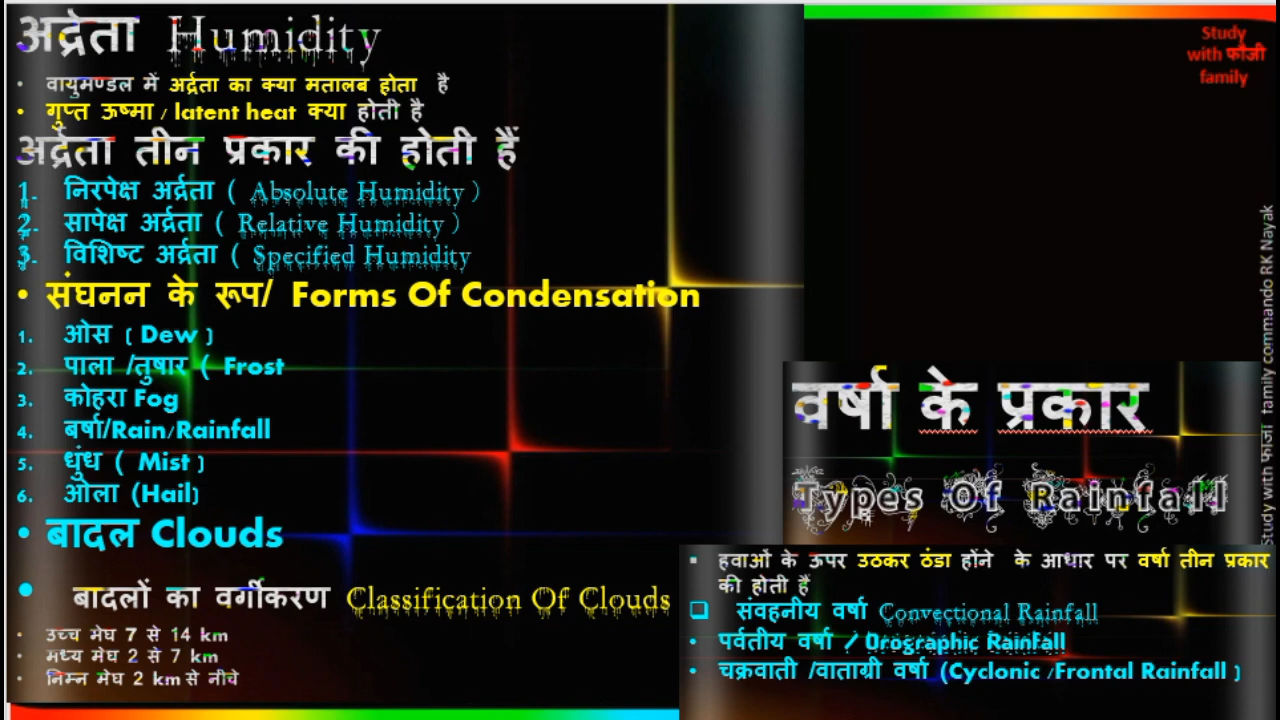 अद्रेता Humidity
• वायुमण्डल में अर्द्रता का क्या मतालब होता है
• गुप्त ऊष्मा / latent heat क्या होती है
अर्द्रता तीन प्रकार की होती हैं
1. निरपेक्ष अर्द्रता ( Absolute Humidity )
2. सापेक्ष अर्द्रता ( Relative Humidity )
3. विशिष्ट अर्द्रता ( Specified Humidity
• संघनन के रूप/ Forms Of Condensation
1. ओस ( Dew )
2. पाला /तुषार ( Frost
3. कोहरा Fog
4. बर्षा/Rain/Rainfall
5. धुंध ( Mist )
6. ओला (Hail)
• बादल Clouds
• बादलों का वर्गीकरण Classification Of Clouds
• उच्च मेघ 7 से 14 km
• मध्य मेघ 2 से 7 km
• निम्न मेघ 2 km से नीचे
Study
with फौजी
family
Study with फौजी family commando RK Nayak
वर्षा के प्रकार
Types Of Rainfall
▪ हवाओं के ऊपर उठकर ठंडा होंने के आधार पर वर्षा तीन प्रकार
की होती है
❑ संवहनीय वर्षा Convectional Rainfall
• पर्वतीय वर्षा / Orographic Rainfall
• चक्रवाती /वाताग्री वर्षा (Cyclonic /Frontal Rainfall )